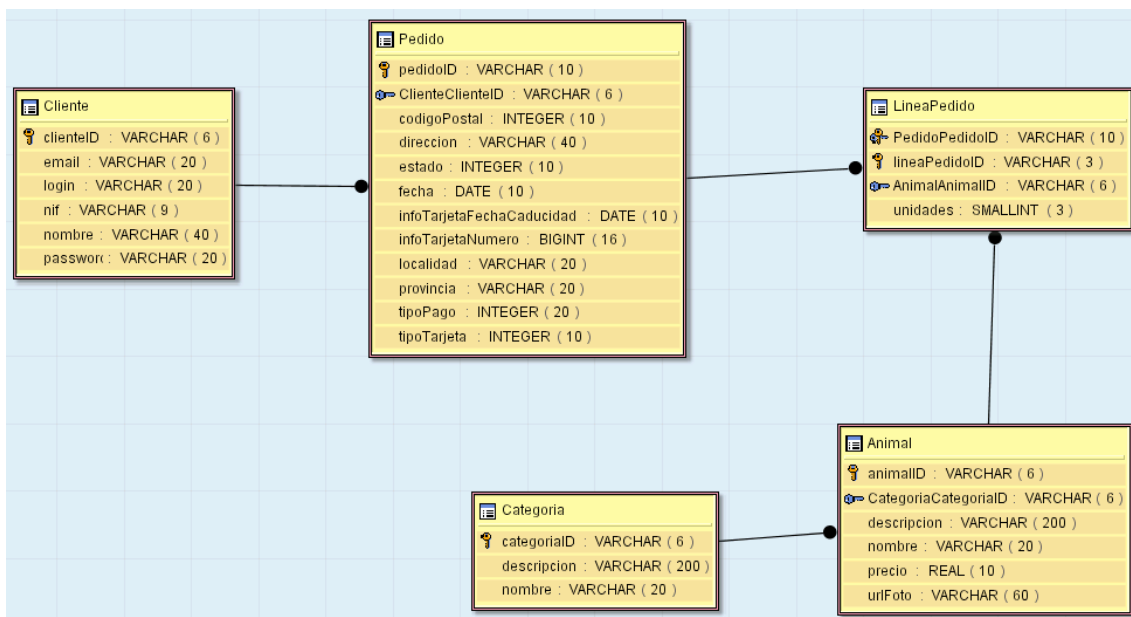 Pedido
pedidoID : VARCHAR ( 10 )
ClienteClienteID : VARCHAR ( 6 )
codigoPostal : INTEGER ( 10 )
direccion : VARCHAR ( 40 )
estado : INTEGER ( 10 )
fecha : DATE ( 10 )
infoTarjetaFechaCaducidad : DATE ( 10 )
infoTarjetaNumero : BIGINT ( 16 )
localidad : VARCHAR ( 20 )
provincia : VARCHAR ( 20 )
tipoPago : INTEGER ( 20 )
tipoTarjeta : INTEGER ( 10 )
Cliente
clienteID : VARCHAR ( 6 )
email : VARCHAR ( 20 )
login : VARCHAR ( 20 )
nif : VARCHAR ( 9 )
nombre : VARCHAR ( 40 )
password : VARCHAR ( 20 )
LineaPedido
PedidoPedidoID : VARCHAR ( 10 )
lineaPedidoID : VARCHAR ( 3 )
AnimalAnimalID : VARCHAR ( 6 )
unidades : SMALLINT ( 3 )
Animal
animalID : VARCHAR ( 6 )
CategoriaCategoriaID : VARCHAR ( 6 )
descripcion : VARCHAR ( 200 )
nombre : VARCHAR ( 20 )
precio : REAL ( 10 )
urlFoto : VARCHAR ( 60 )
Categoria
categoriaID : VARCHAR ( 6 )
descripcion : VARCHAR ( 200 )
nombre : VARCHAR ( 20 )